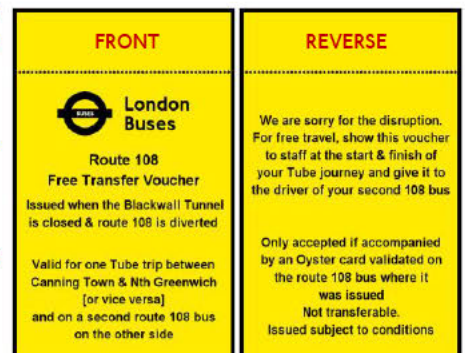 FRONT
BUSES
London
Buses
Route 108
Free Transfer Voucher
Issued when the Blackwall Tunnel
is closed & route 108 is diverted
Valid for one Tube trip between
Canning Town & Nth Greenwich
[or vice versa]
and on a second route 108 bus
on the other side
REVERSE
We are sorry for the disruption.
For free travel, show this voucher
to staff at the start & finish of
your Tube journey and give it to
the driver of your second 108 bus
Only accepted if accompanied
by an Oyster card validated on
the route 108 bus where it
was issued
Not transferable.
Issued subject to conditions